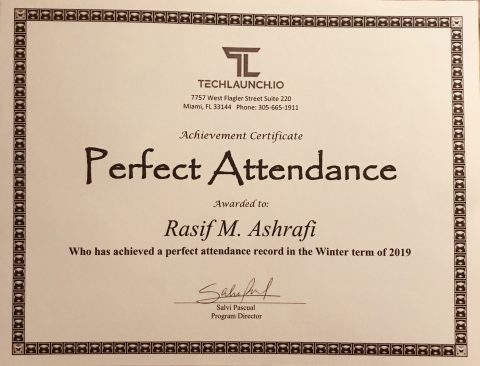 TL
TECHLAUNCH.IO
7757 West Flagler Street Suite 220
Miami, FL 33144 Phone: 305-665-1911
Achievement Certificate
Perfect Attendance
Awarded to:
Rasif M. Ashrafi
Who has achieved a perfect attendance record in the Winter term of 2019
Salvi Pascual
Program Director